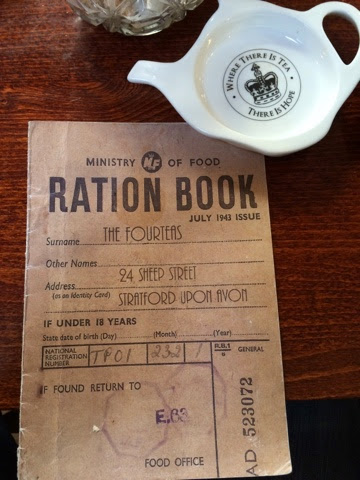 WHERE THERE IS TEA
THERE IS HOPE
MINISTRY MF OF FOOD
RATION BOOK
JULY 1943 ISSUE
Surname THE FOURTEAS
Other Names
Address 24 SHEEP STREET
(as on Identity Card) STRATFORD UPON AVON
IF UNDER 18 YEARS
State date of birth (Day) (Month) (Year)
NATIONAL REGISTRATION NUMBER TPO1 232 1
R.B.1 GENERAL
IF FOUND RETURN TO
E.63
FOOD OFFICE
AD 523072